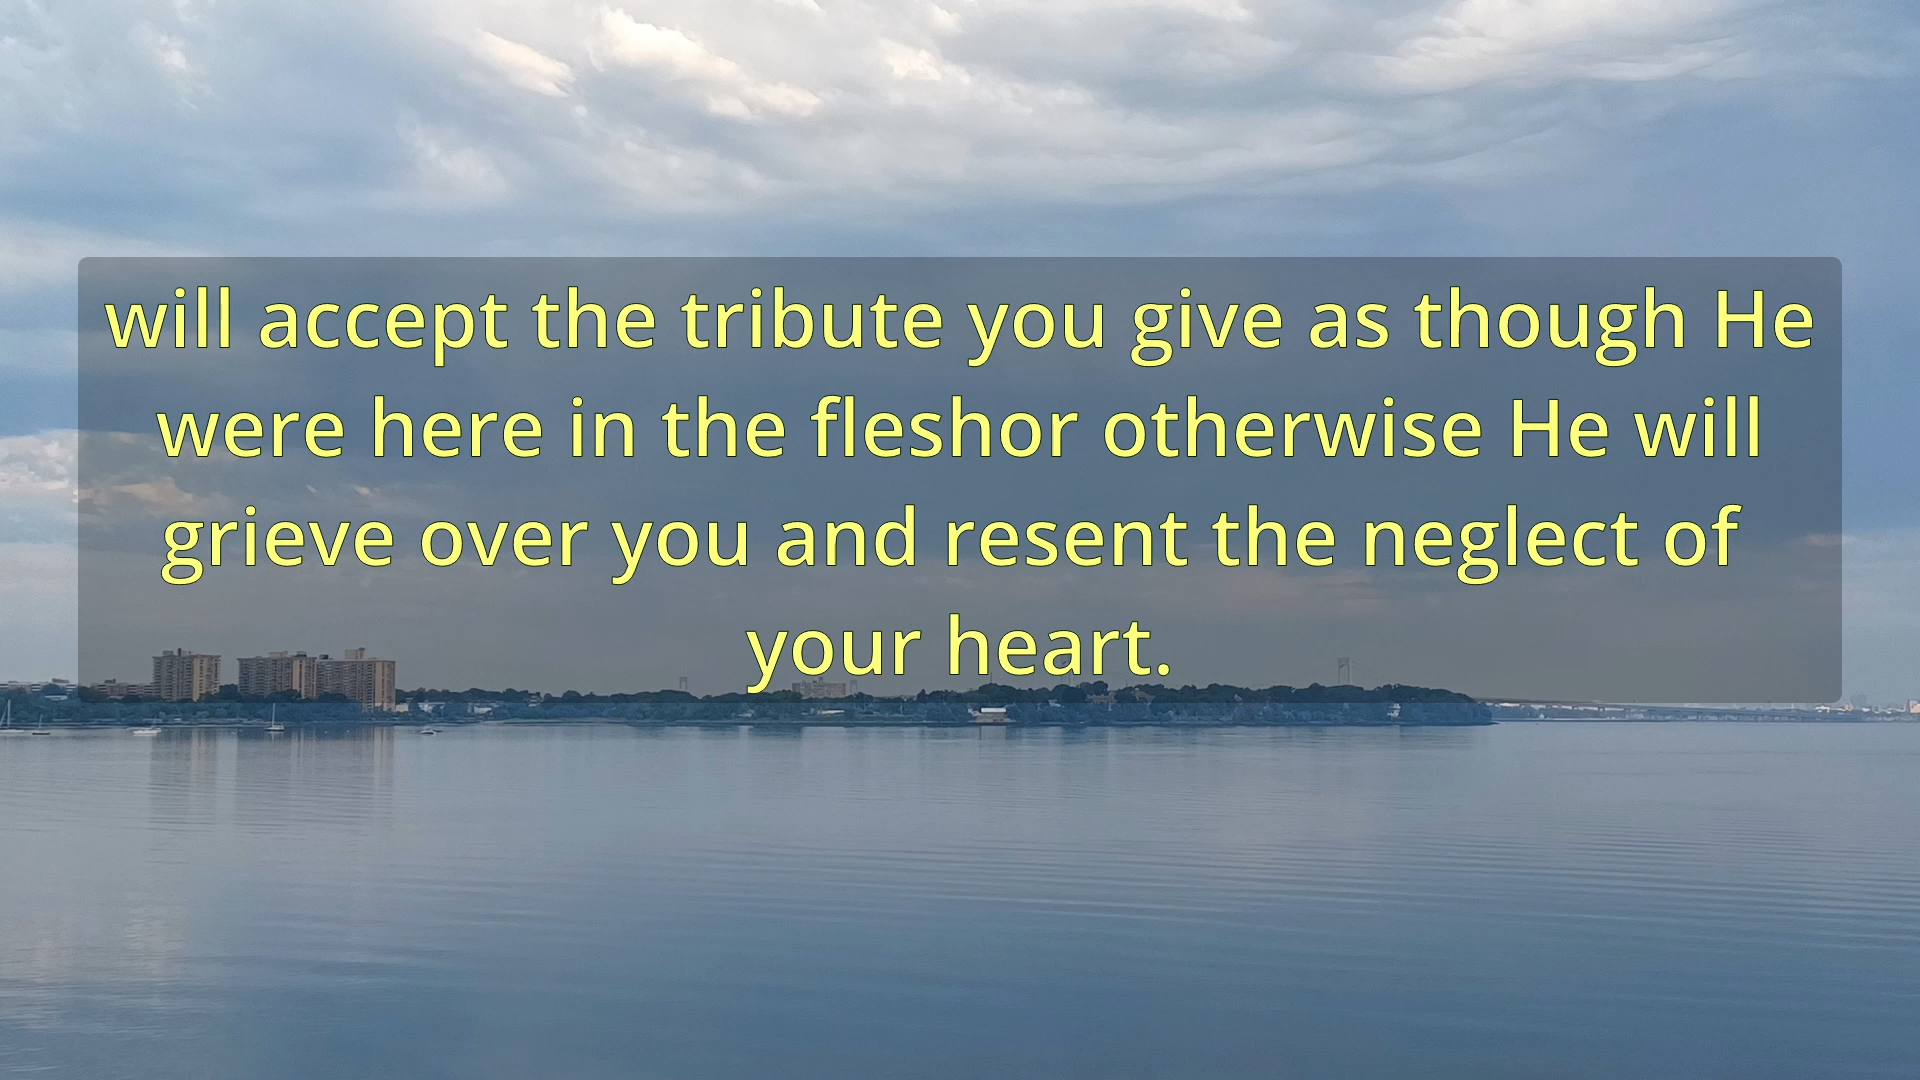 will accept the tribute you give as though He
were here in the fleshor otherwise He will
grieve over you and resent the neglect of
your heart.